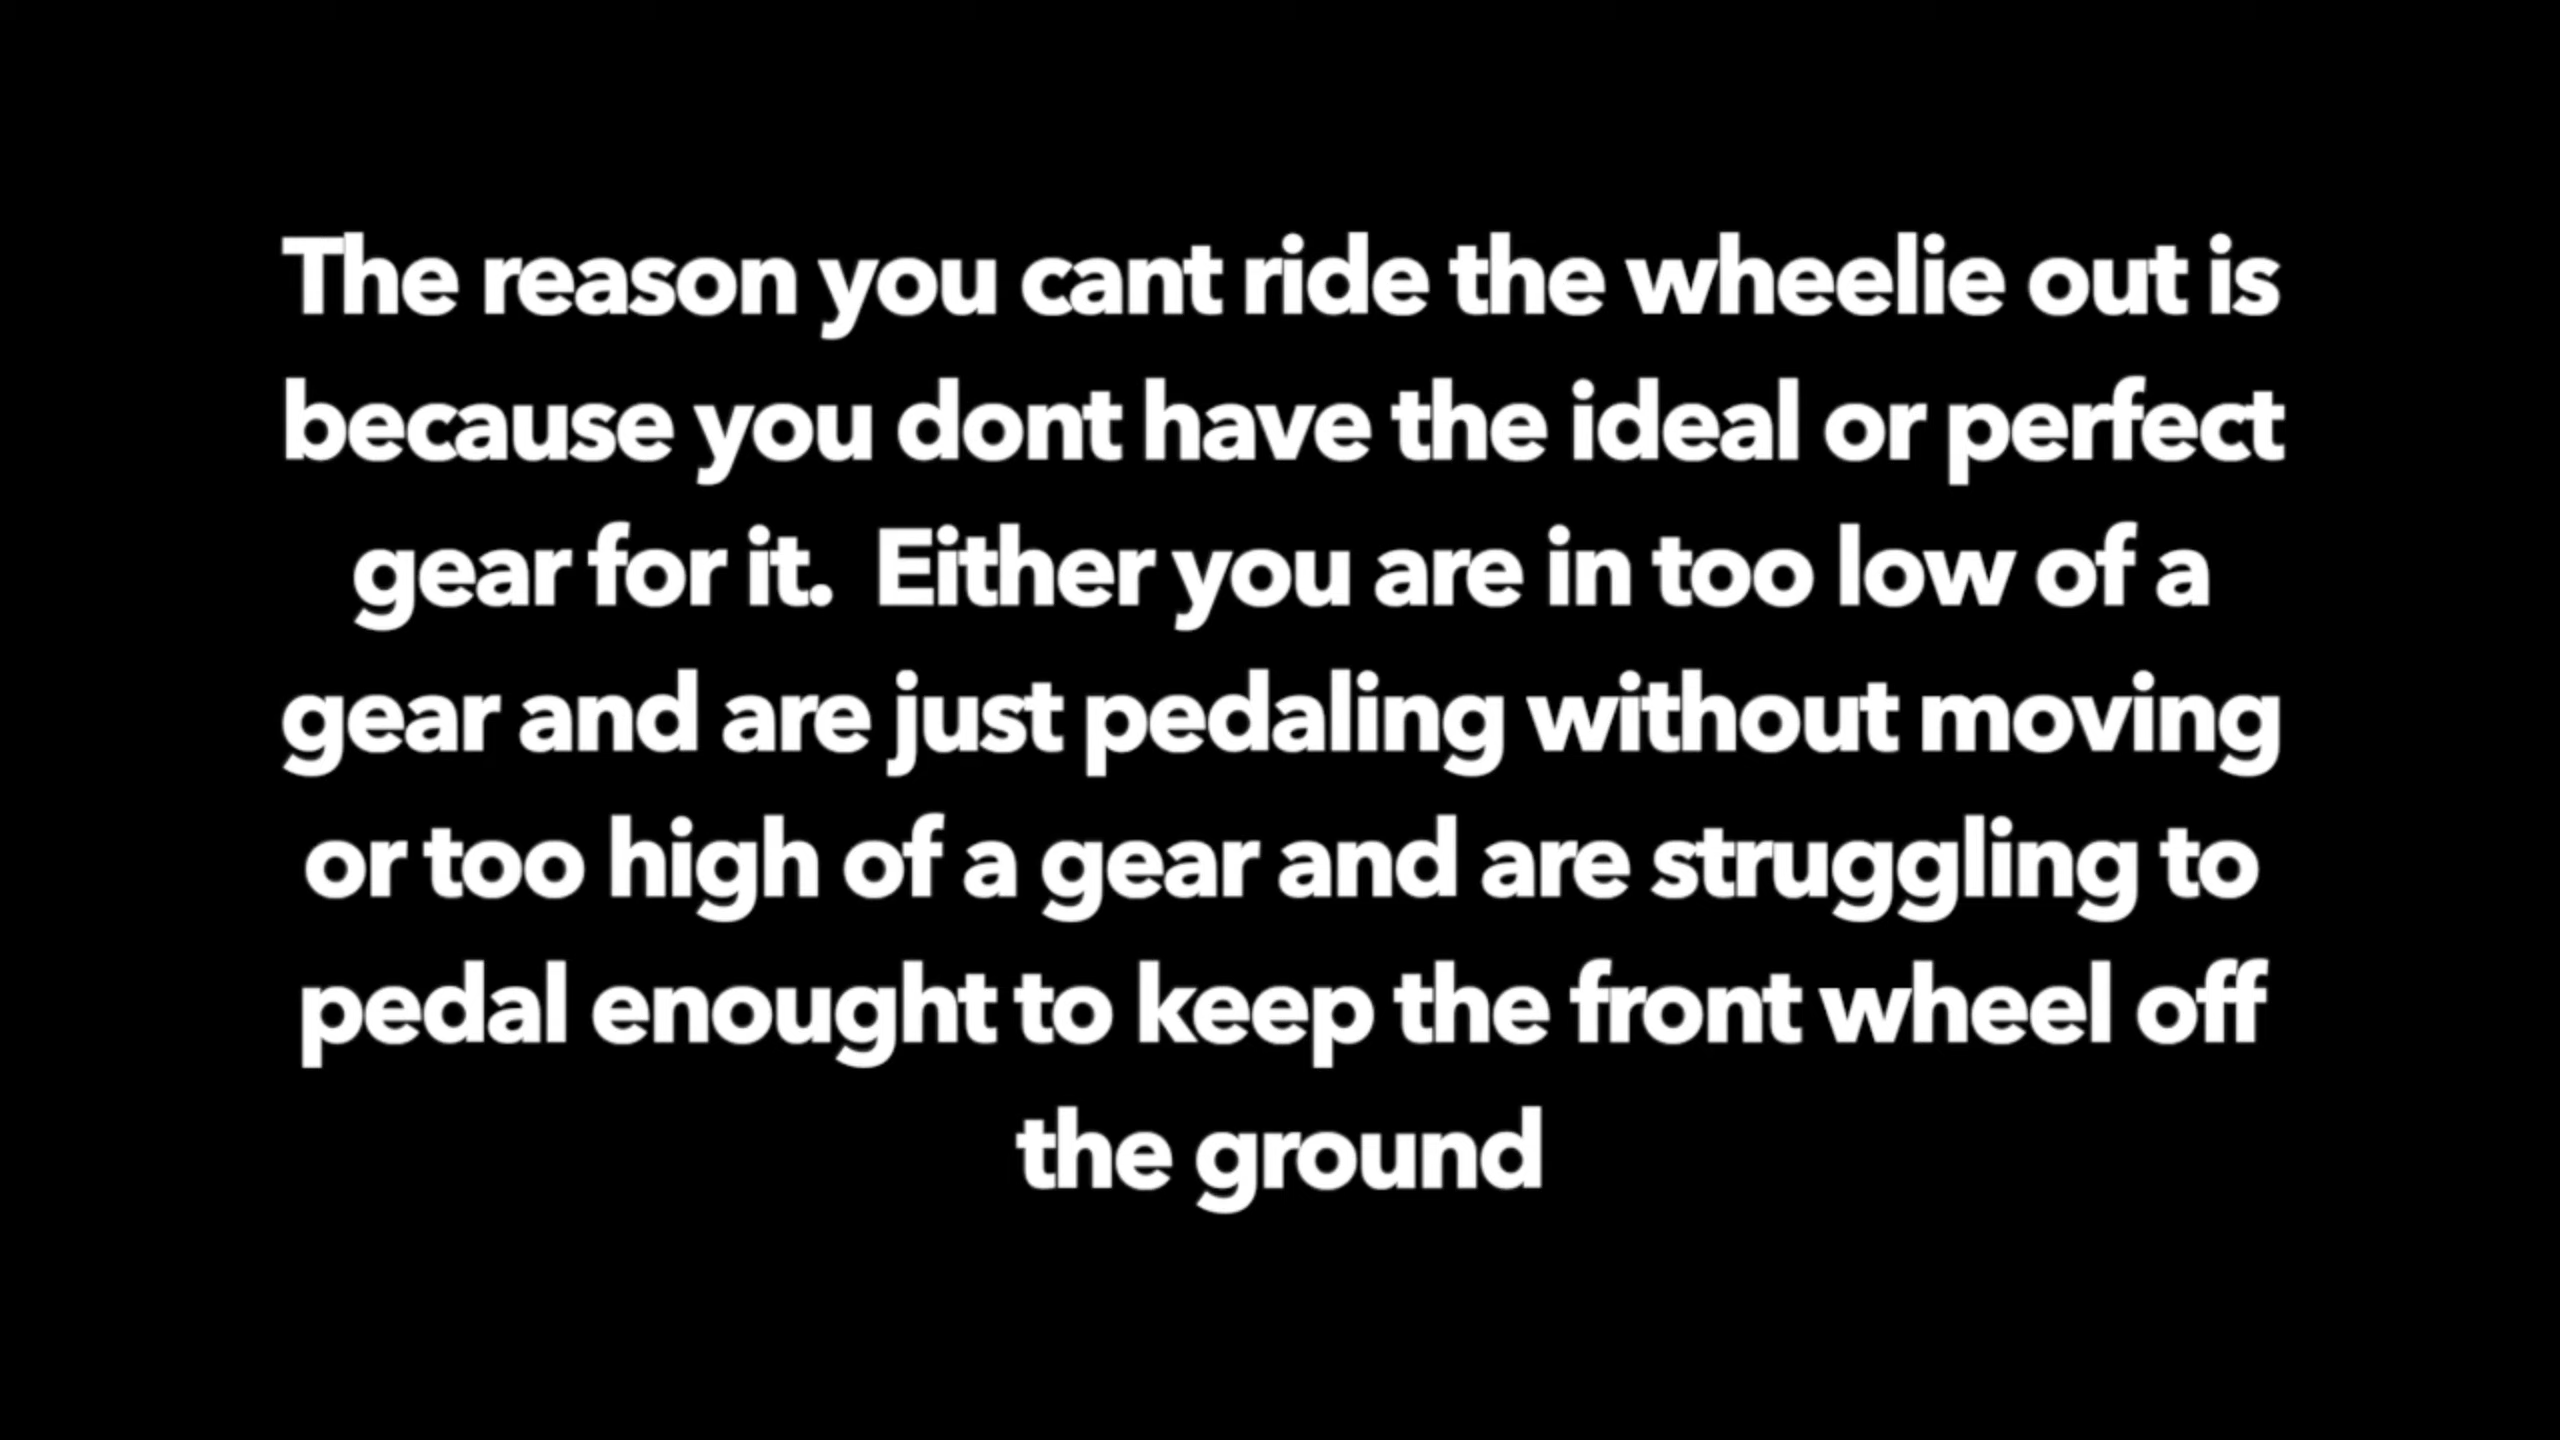 The reason you cant ride the wheelie out is
because you dont have the ideal or perfect
gear for it.  Either you are in too low of a
gear and are just pedaling without moving
or too high of a gear and are struggling to
pedal enought to keep the front wheel off
the ground